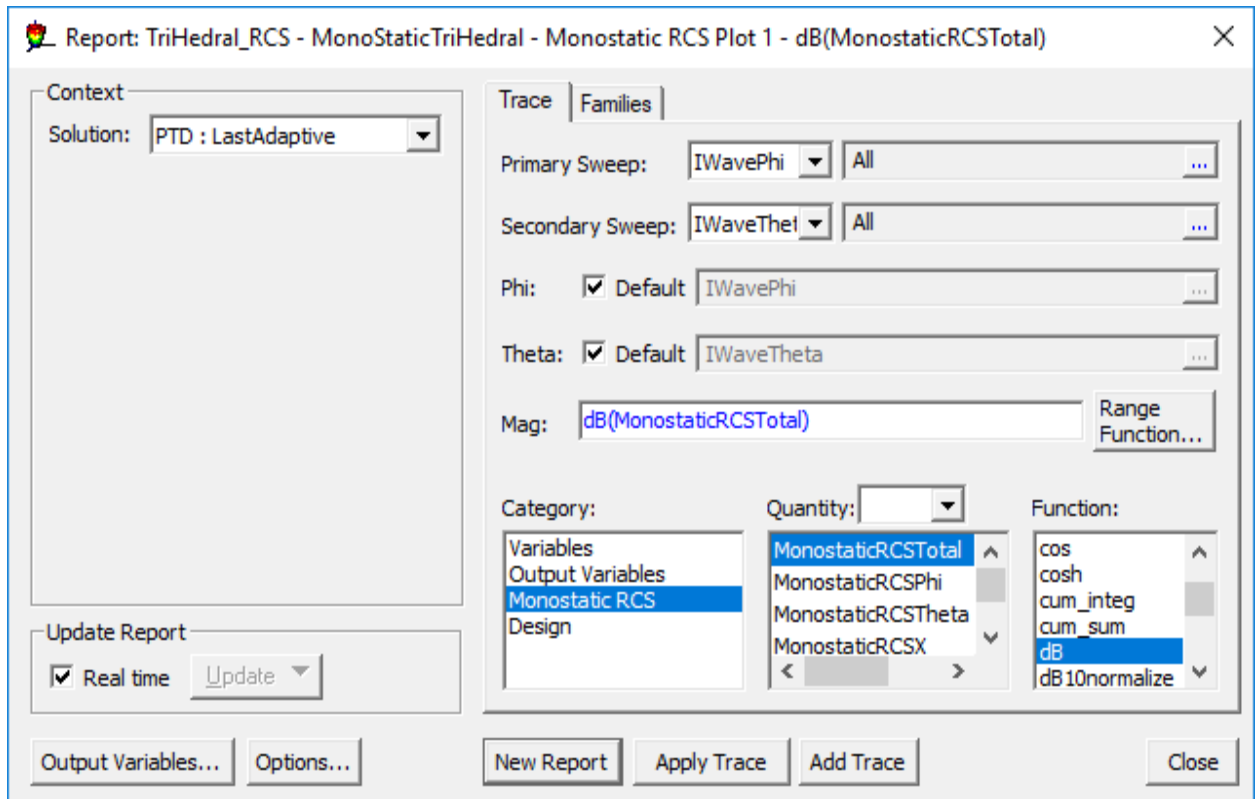 Report: TriHedral_RCS - MonoStaticTriHedral - Monostatic RCS Plot 1 - dB(MonostaticRCSTotal)
Context
Solution: PTD : LastAdaptive
Update Report
Real time Update
Trace Families
Primary Sweep: IWavePhi All ...
Secondary Sweep: IWaveThet All ...
Phi: Default IWavePhi ...
Theta: Default IWaveTheta ...
Mag: dB(MonostaticRCSTotal)
Range
Function...
Category:
Variables
Output Variables
Monostatic RCS
Design
Quantity:
MonostaticRCSTotal
MonostaticRCSPhi
MonostaticRCSTheta
MonostaticRCSX
Function:
cos
cosh
cum_integ
cum_sum
dB
dB10normalize
Output Variables... Options... New Report Apply Trace Add Trace Close